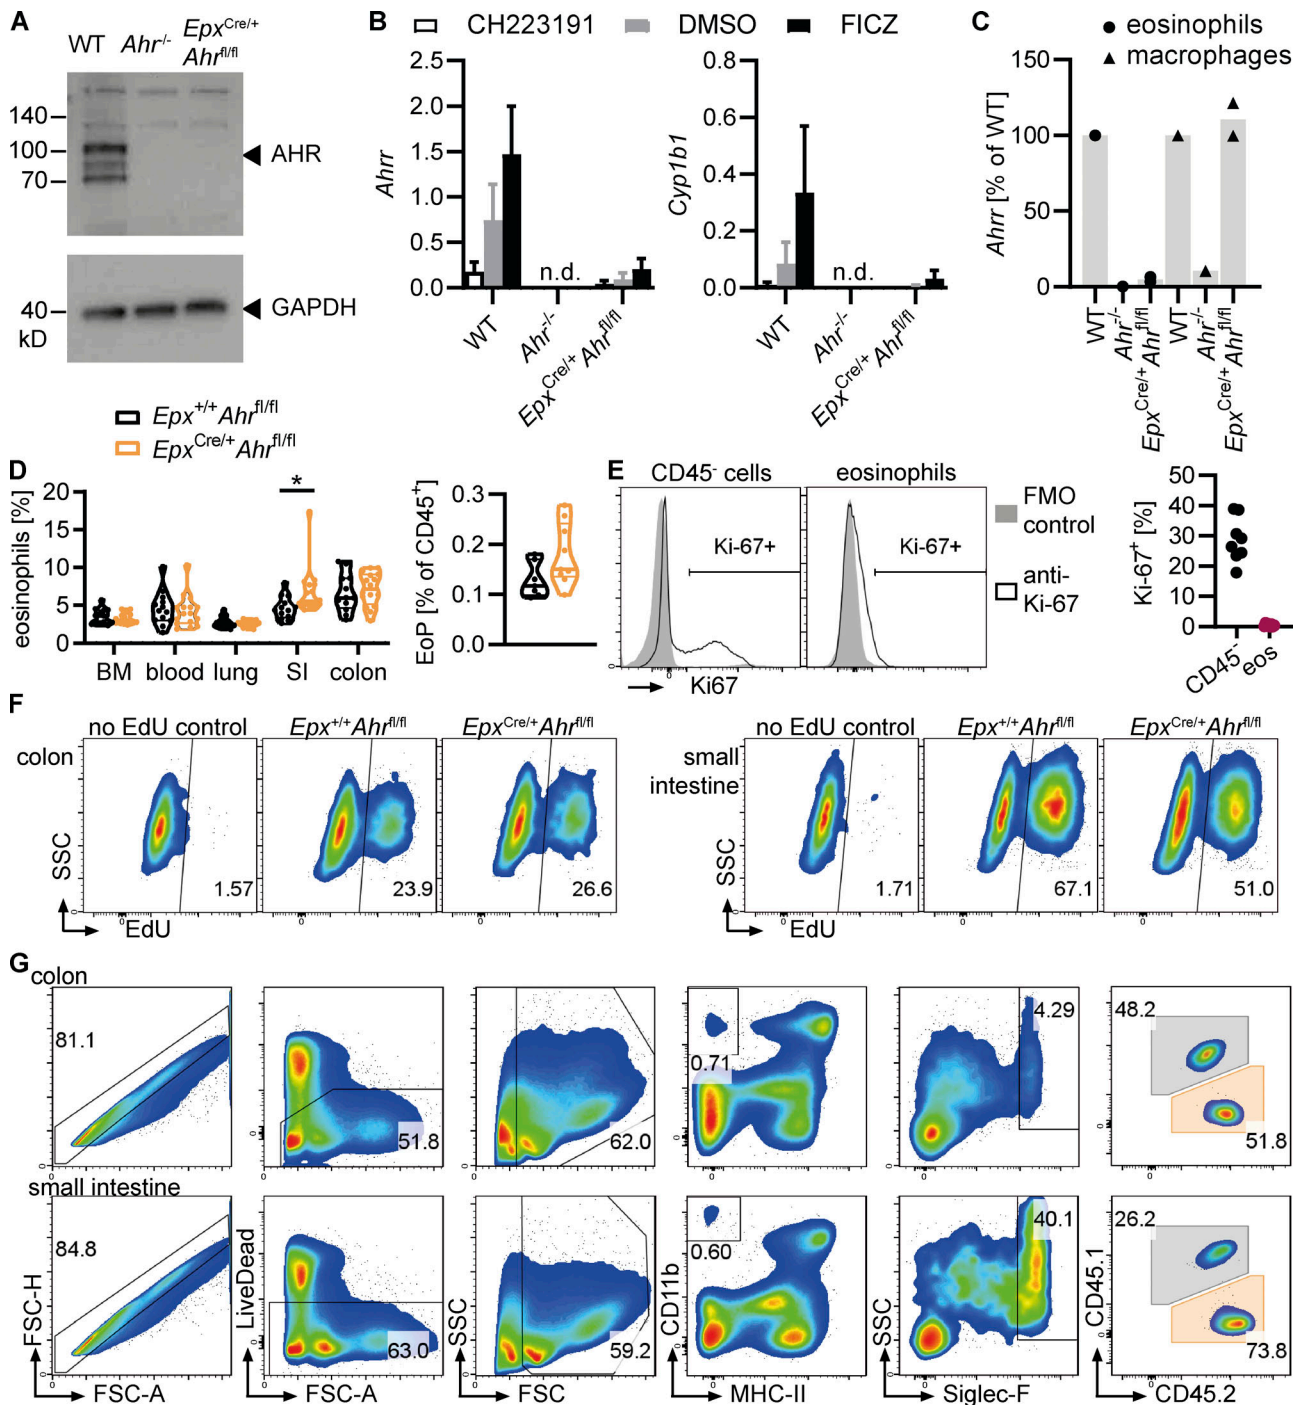 A
WT Ahr-/- EpxCre/+
Ahrfl/fl
140
100
70
AHR
40
kD
GAPDH
B
CH223191 DMSO FICZ
Ahrr
2.5
2.0
1.5
1.0
0.5
0.0
n.d.
WT
Ahr-/-
EpxCre/+Ahrfl/fl
Cyp1b1
0.8
0.6
0.4
0.2
0.0
n.d.
WT
Ahr-/-
EpxCre/+Ahrfl/fl
C
eosinophils
macrophages
Ahrr [% of WT]
150
100
50
0
WT
Ahr-/-
EpxCre/+Ahrfl/fl
WT
Ahr-/-
EpxCre/+Ahrfl/fl
Epx+/+Ahrfl/fl
EpxCre/+Ahrfl/fl
D
eosinophils [%]
20
15
10
5
0
*
BM blood lung SI colon
EoP [% of CD45+]
0.3
0.2
0.1
0.0
E
CD45- cells
eosinophils
Ki-67+
Ki-67+
0
Ki67
FMO
control
anti-
Ki-67
Ki-67+ [%]
50
40
30
20
10
0
CD45-
eos
F
no EdU control Epx+/+Ahrfl/fl EpxCre/+Ahrfl/fl
colon
SSC
1.57
23.9
26.6
EdU
no EdU control Epx+/+Ahrfl/fl EpxCre/+Ahrfl/fl
small
intestine
SSC
1.71
67.1
51.0
EdU
G
colon
81.1
51.8
62.0
0.71
4.29
48.2
51.8
small intestine
84.8
63.0
59.2
0.60
40.1
26.2
73.8
FSC-H
FSC-A
LiveDead
FSC-A
SSC
FSC
CD11b
MHC-II
SSC
Siglec-F
CD45.1
CD45.2